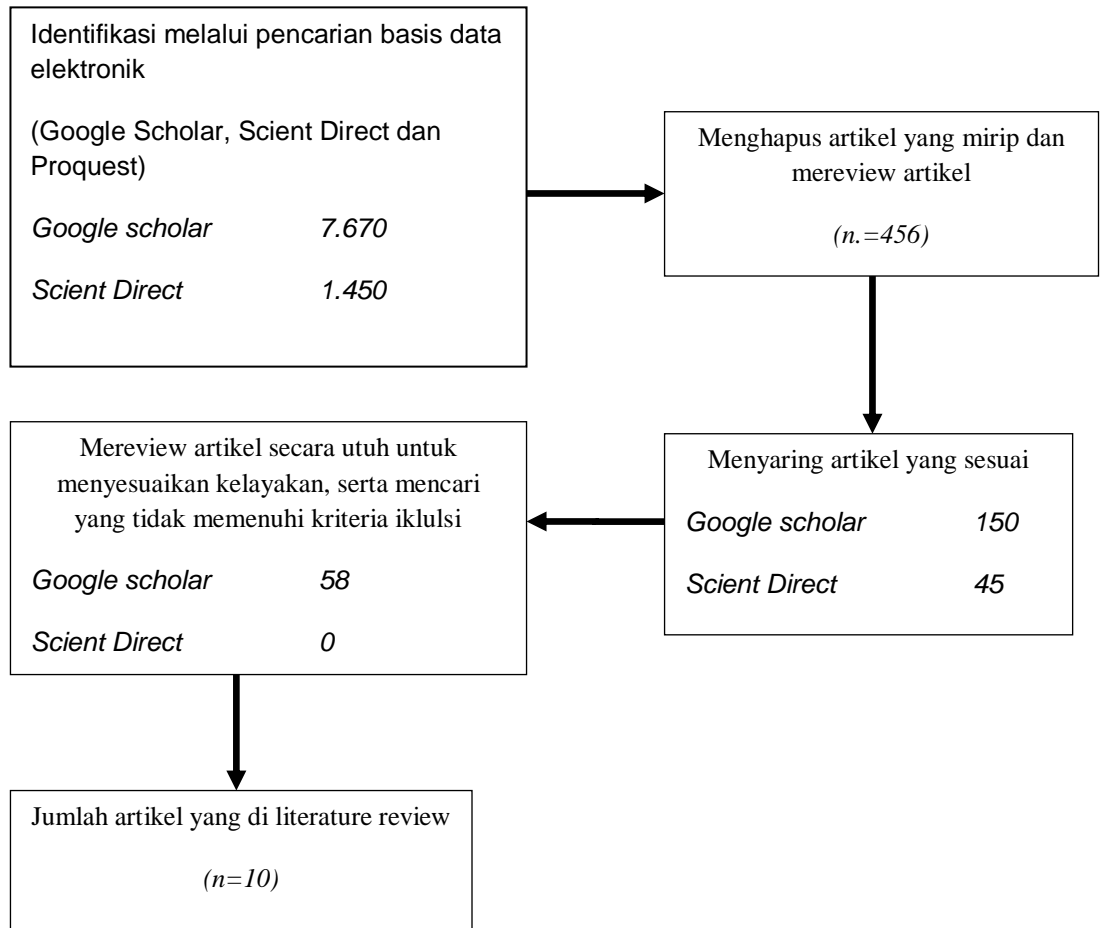 Identifikasi melalui pencarian basis data
elektronik
(Google Scholar, Scient Direct dan
Proquest)
Google scholar 7.670
Scient Direct 1.450
Menghapus artikel yang mirip dan
mereview artikel
(n.=456)
Menyaring artikel yang sesuai
Google scholar 150
Scient Direct 45
Mereview artikel secara utuh untuk
menyesuaikan kelayakan, serta mencari
yang tidak memenuhi kriteria iklulsi
Google scholar 58
Scient Direct 0
Jumlah artikel yang di literature review
(n=10)